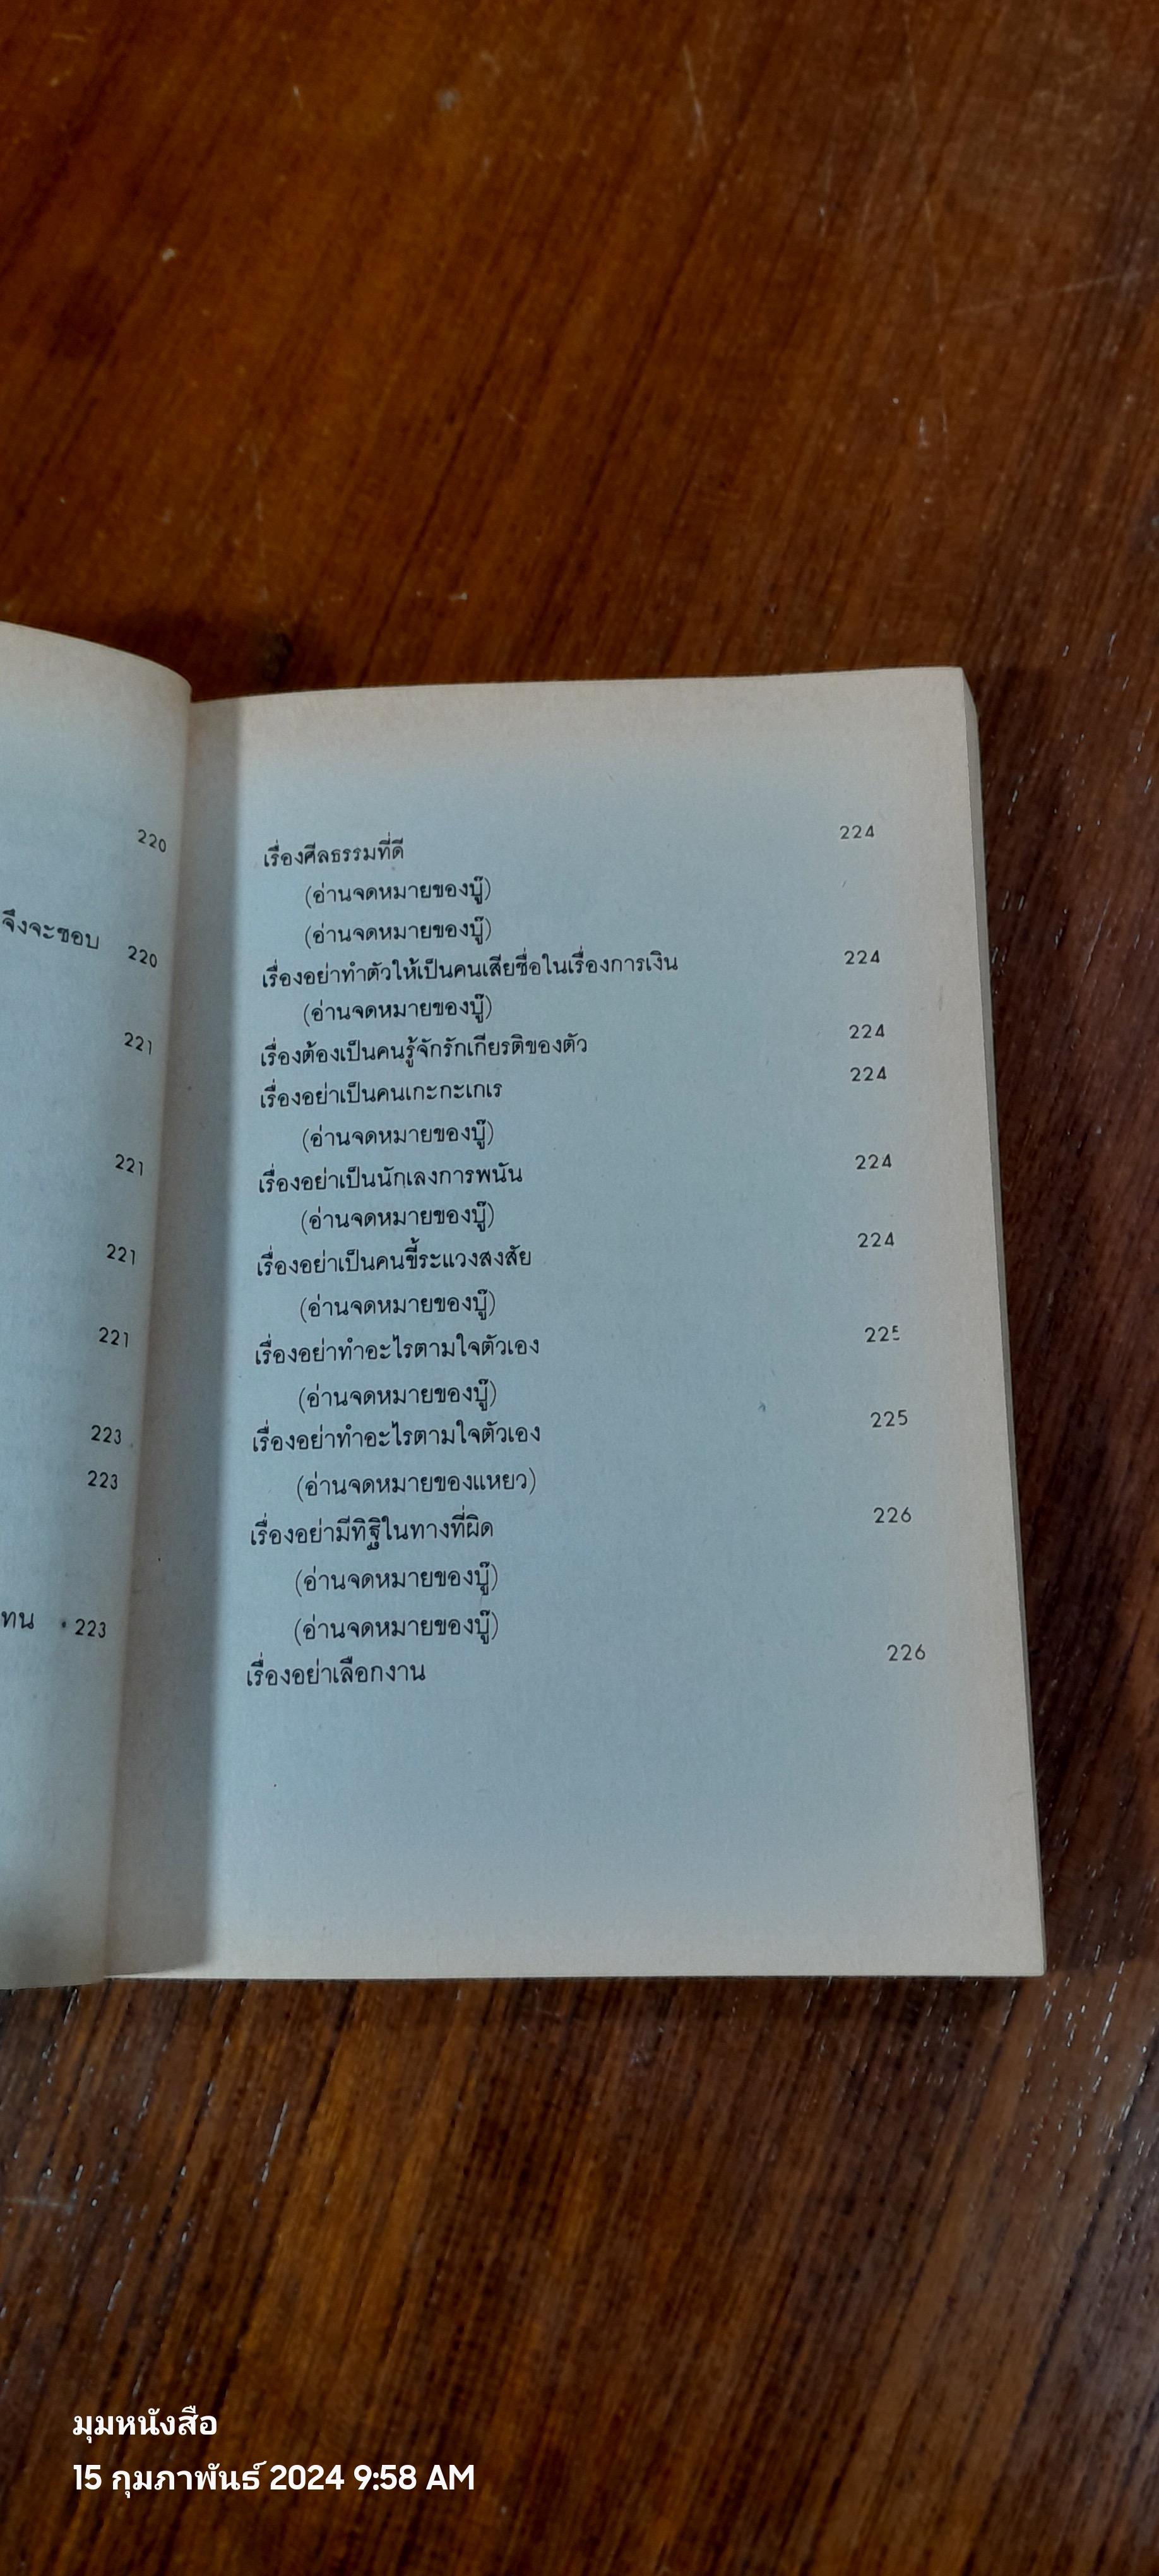 220
จึงจะชอบ 220
221
221
221
221
223
223
ทน 223
เรื่องศีลธรรมที่ดี 224
(อ่านจดหมายของบู๊)
(อ่านจดหมายของบู๊)
เรื่องอย่าทำตัวให้เป็นคนเสียชื่อในเรื่องการเงิน 224
(อ่านจดหมายของบู๊)
เรื่องต้องเป็นคนรู้จักรักเกียรติของตัว 224
เรื่องอย่าเป็นคนเกะกะเกเร 224
(อ่านจดหมายของบู๊)
เรื่องอย่าเป็นนักเลงการพนัน 224
(อ่านจดหมายของบู๊)
เรื่องอย่าเป็นคนขี้ระแวงสงสัย 224
(อ่านจดหมายของบู๊)
เรื่องอย่าทำอะไรตามใจตัวเอง 225
(อ่านจดหมายของบู๊)
เรื่องอย่าทำอะไรตามใจตัวเอง 225
(อ่านจดหมายของแหยว)
เรื่องอย่ามีทิฐิในทางที่ผิด 226
(อ่านจดหมายของบู๊)
(อ่านจดหมายของบู๊)
เรื่องอย่าเลือกงาน 226
มุมหนังสือ
15 กุมภาพันธ์ 2024 9:58 AM